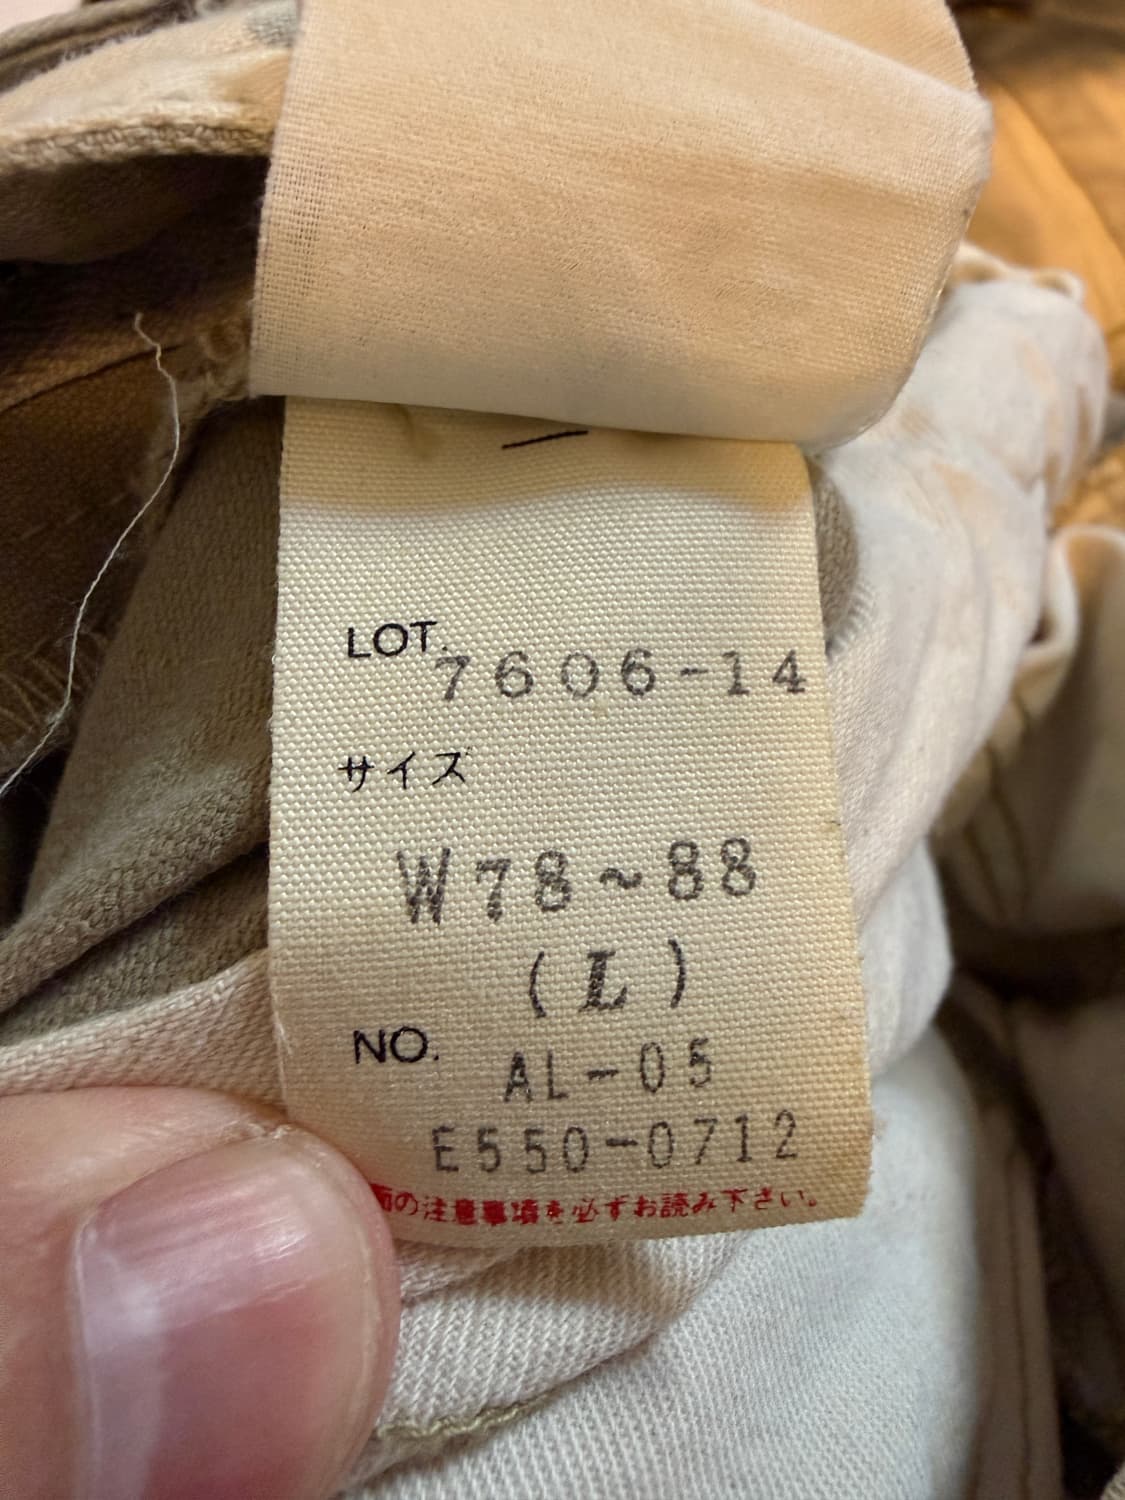 LOT.
7606-14
サイズ
W78~88
(L)
NO.
AL-05
E550-0712
面の注意事項を必ずお読み下さい。